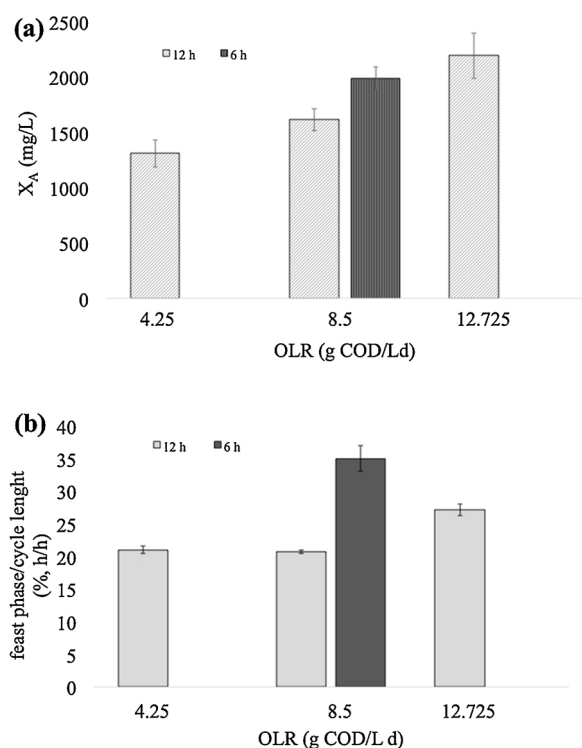 (a)
2500
2000
1500
1000
500
0
12 h 6 h
X_A (mg/L)
4.25 8.5 12.725
OLR (g COD/Ld)
(b)
40
35
30
25
20
15
10
5
0
12 h 6 h
feast phase/cycle lenght
(%, h/h)
4.25 8.5 12.725
OLR (g COD/L d)